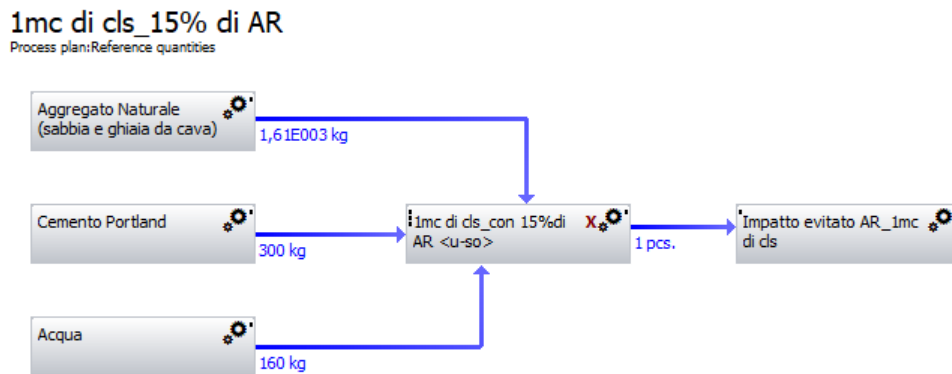 1mc di cls_15% di AR
Process plan:Reference quantities
Aggregato Naturale
(sabbia e ghiaia da cava)
1,61E003 kg
Cemento Portland
300 kg
1mc di cls_con 15%di
AR <u-so>
X
1 pcs.
Impatto evitato AR_1mc
di cls
Acqua
160 kg